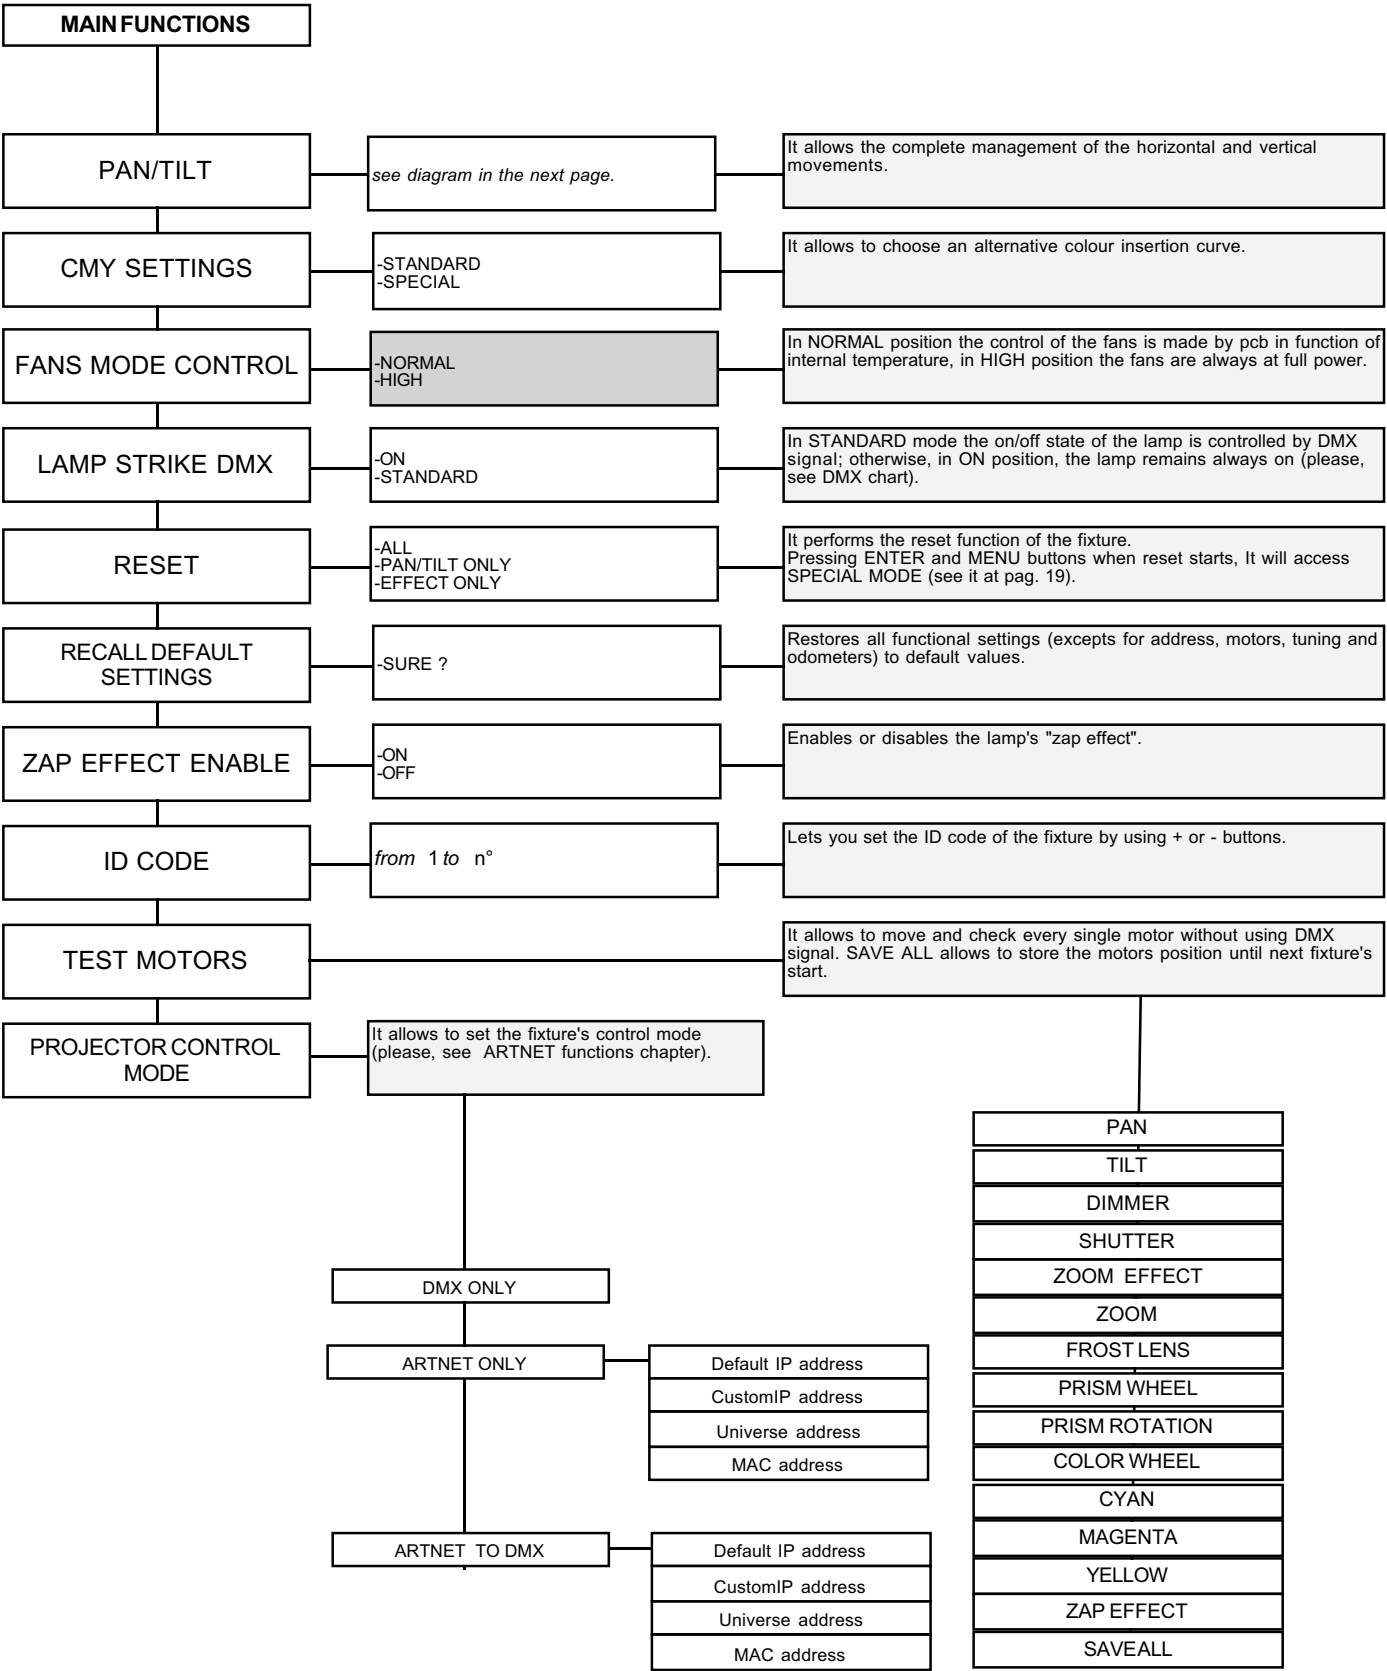 MAIN FUNCTIONS
PAN/TILT
see diagram in the next page.
It allows the complete management of the horizontal and vertical
movements.
CMY SETTINGS
-STANDARD
-SPECIAL
It allows to choose an alternative colour insertion curve.
FANS MODE CONTROL
-NORMAL
-HIGH
In NORMAL position the control of the fans is made by pcb in function of
internal temperature, in HIGH position the fans are always at full power.
LAMP STRIKE DMX
-ON
-STANDARD
In STANDARD mode the on/off state of the lamp is controlled by DMX
signal; otherwise, in ON position, the lamp remains always on (please,
see DMX chart).
RESET
-ALL
-PAN/TILT ONLY
-EFFECT ONLY
It performs the reset function of the fixture.
Pressing ENTER and MENU buttons when reset starts, It will access
SPECIAL MODE (see it at pag. 19).
RECALL DEFAULT
SETTINGS
-SURE ?
Restores all functional settings (excepts for address, motors, tuning and
odometers) to default values.
ZAP EFFECT ENABLE
-ON
-OFF
Enables or disables the lamp's "zap effect".
ID CODE
from 1 to n°
Lets you set the ID code of the fixture by using + or - buttons.
TEST MOTORS
It allows to move and check every single motor without using DMX
signal. SAVE ALL allows to store the motors position until next fixture's
start.
PROJECTOR CONTROL
MODE
It allows to set the fixture's control mode
(please, see ARTNET functions chapter).
DMX ONLY
ARTNET ONLY
Default IP address
CustomIP address
Universe address
MAC address
ARTNET TO DMX
Default IP address
CustomIP address
Universe address
MAC address
PAN
TILT
DIMMER
SHUTTER
ZOOM EFFECT
ZOOM
FROST LENS
PRISM WHEEL
PRISM ROTATION
COLOR WHEEL
CYAN
MAGENTA
YELLOW
ZAP EFFECT
SAVEALL